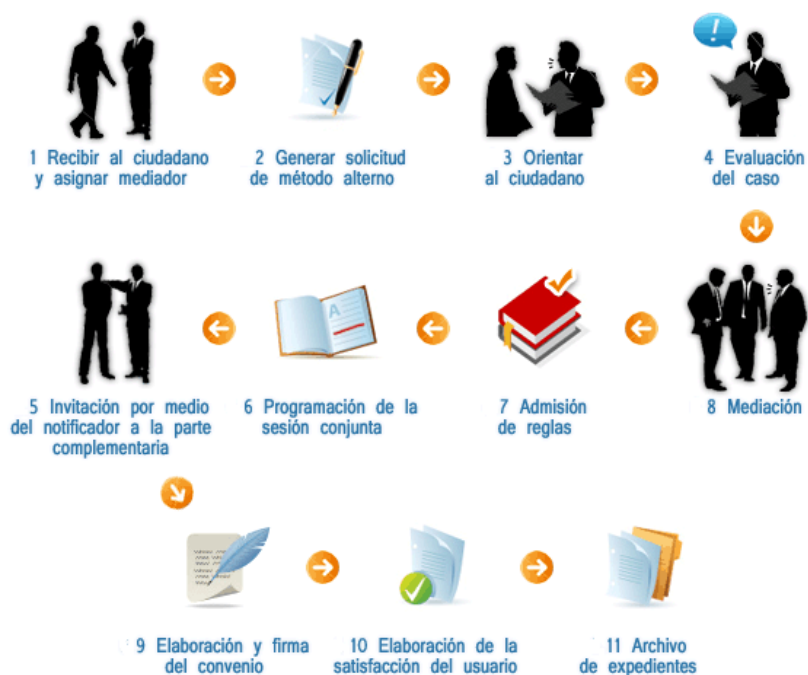 1 Recibir al ciudadano
y asignar mediador
2 Generar solicitud
de método alterno
3 Orientar
al ciudadano
4 Evaluación
del caso
5 Invitación por medio
del notificador a la parte
complementaria
6 Programación de la
sesión conjunta
7 Admisión
de reglas
8 Mediación
9 Elaboración y firma
del convenio
10 Elaboración de la
satisfacción del usuario
11 Archivo
de expedientes